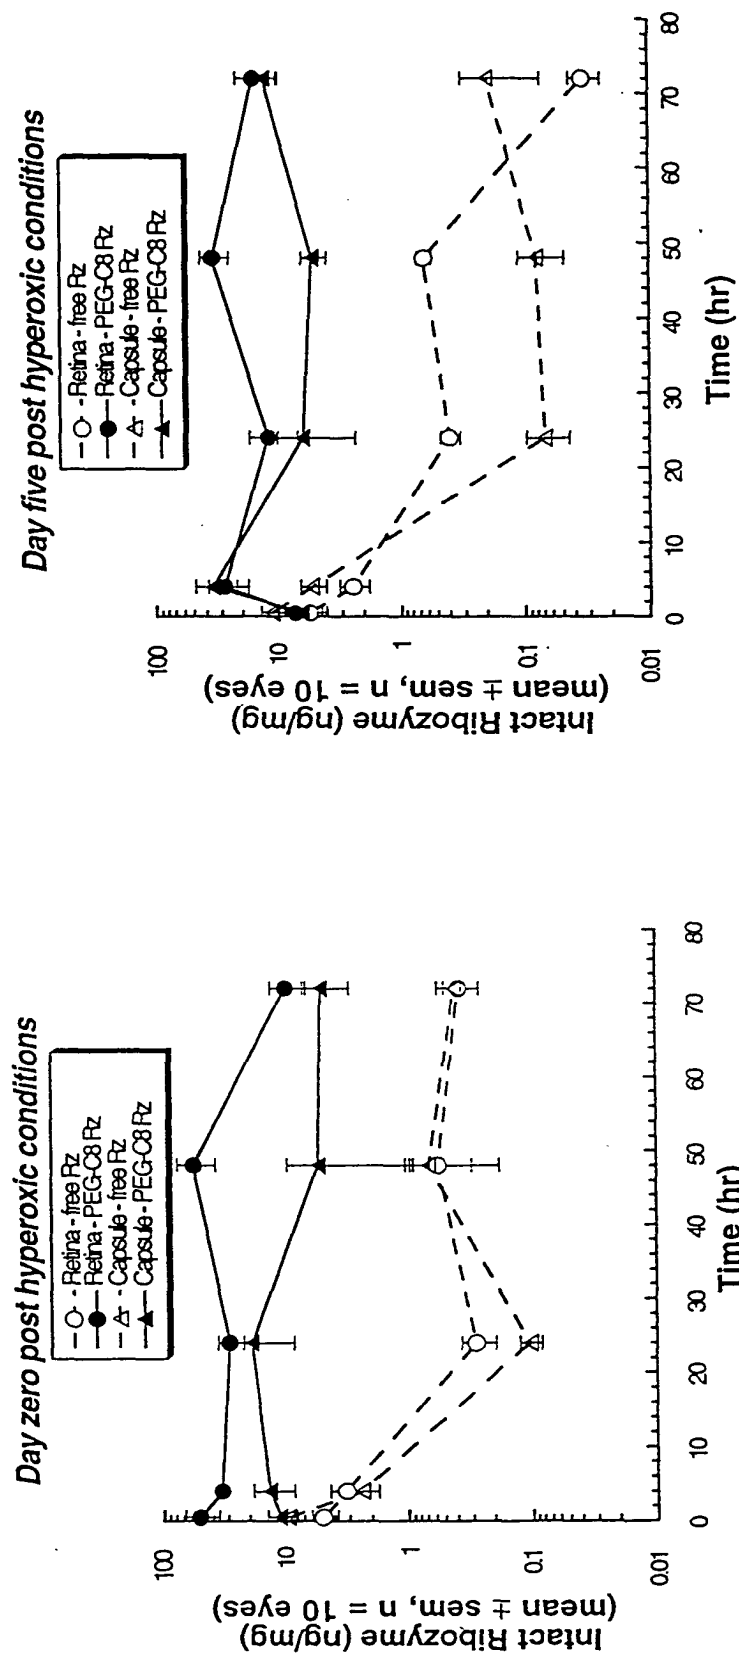 Day zero post hyperoxic conditions
- Retina - free Rz
Retina - PEG-C8 Rz
- Capsule - free Rz
Capsule - PEG-C8 Rz
Intact Ribozyme (ng/mg)
(mean ± sem, n = 10 eyes)
100
10
1
0.1
0.01
0
10
20
30
40
50
60
70
80
Time (hr)
Day five post hyperoxic conditions
- Retina - free Rz
Retina - PEG-C8 Rz
- Capsule - free Rz
Capsule - PEG-C8 Rz
Intact Ribozyme (ng/mg)
(mean ± sem, n = 10 eyes)
100
10
1
0.1
0.01
0
10
20
30
40
50
60
70
80
Time (hr)